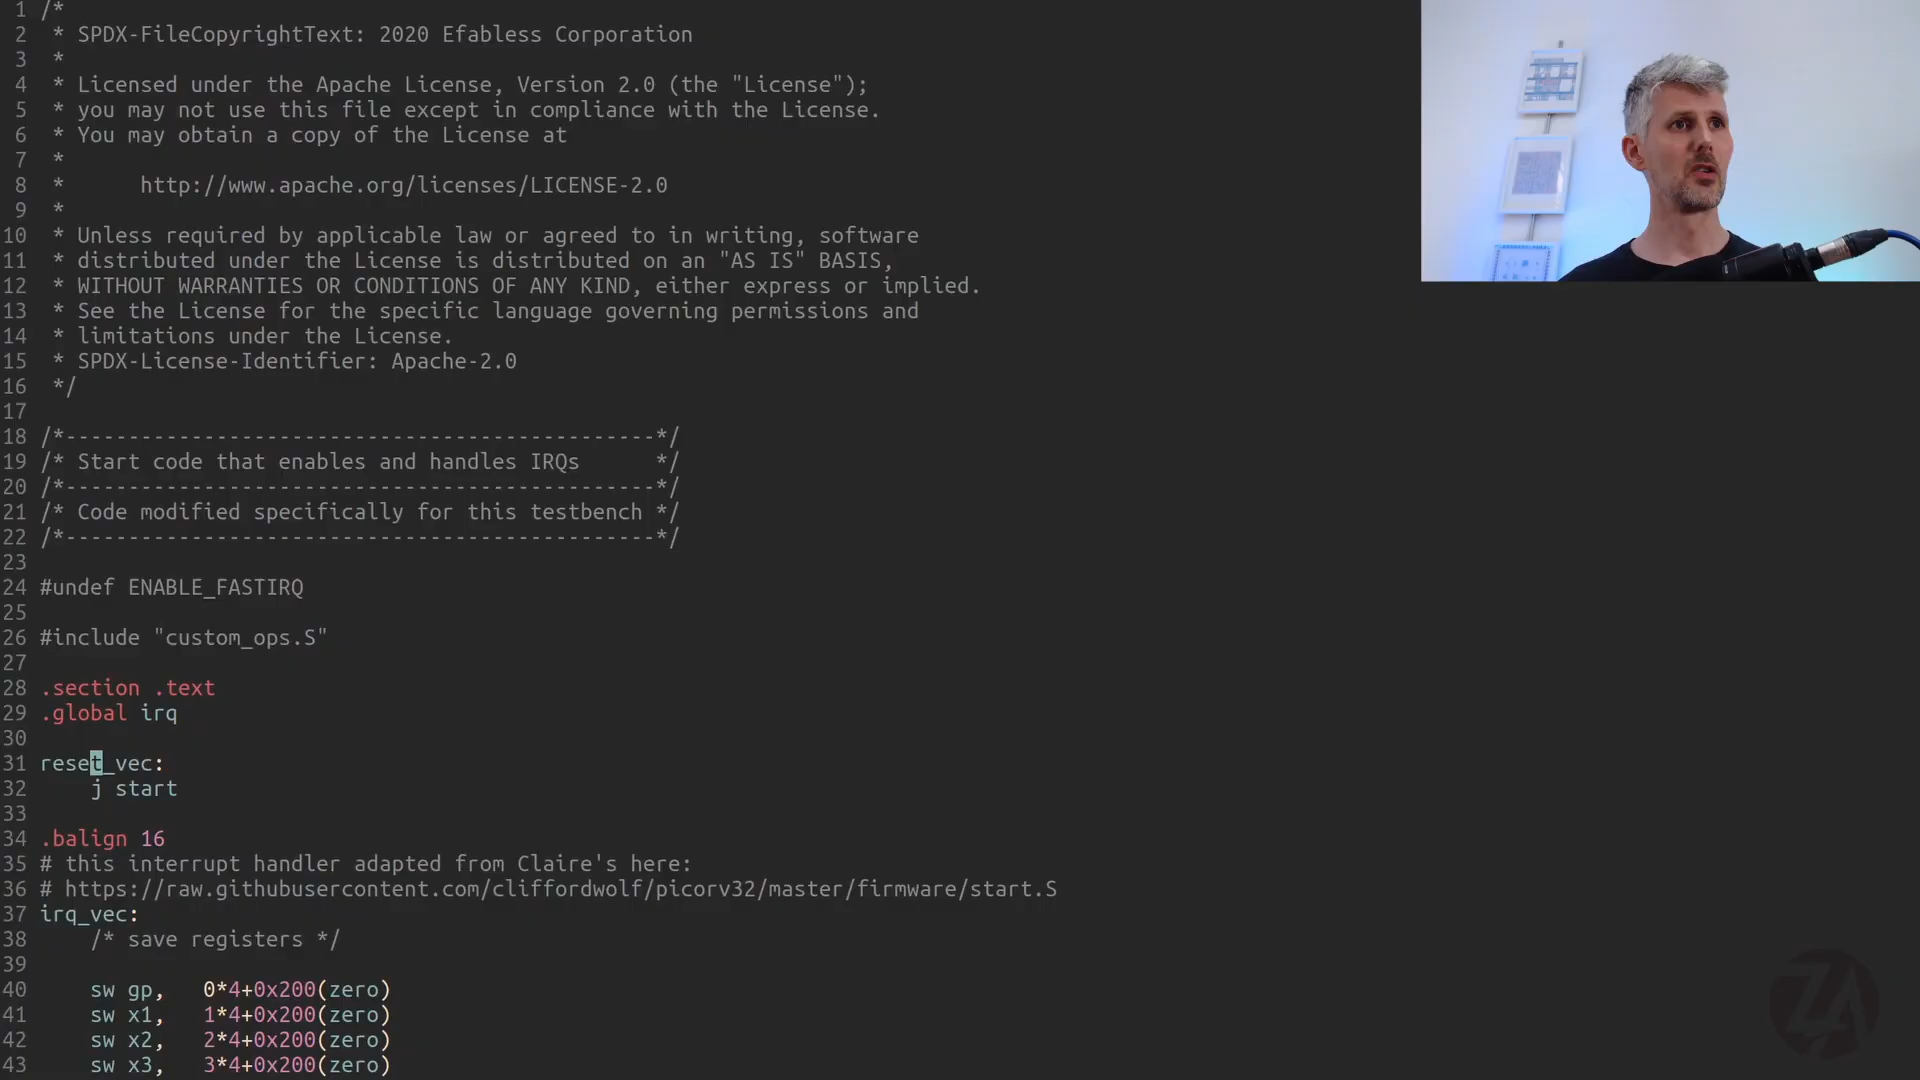 1 /*
2  * SPDX-FileCopyrightText: 2020 Efabless Corporation
3  *
4  * Licensed under the Apache License, Version 2.0 (the "License");
5  * you may not use this file except in compliance with the License.
6  * You may obtain a copy of the License at
7  *
8  *      http://www.apache.org/licenses/LICENSE-2.0
9  *
10  * Unless required by applicable law or agreed to in writing, software
11  * distributed under the License is distributed on an "AS IS" BASIS,
12  * WITHOUT WARRANTIES OR CONDITIONS OF ANY KIND, either express or implied.
13  * See the License for the specific language governing permissions and
14  * limitations under the License.
15  * SPDX-License-Identifier: Apache-2.0
16  */
17
18 /*-----------------------------------------------*/
19 /* Start code that enables and handles IRQs      */
20 /*-----------------------------------------------*/
21 /* Code modified specifically for this testbench */
22 /*-----------------------------------------------*/
23
24 #undef ENABLE_FASTIRQ
25
26 #include "custom_ops.S"
27
28 .section .text
29 .global irq
30
31 reset_vec:
32     j start
33
34 .balign 16
35 # this interrupt handler adapted from Claire's here:
36 # https://raw.githubusercontent.com/cliffordwolf/picorv32/master/firmware/start.S
37 irq_vec:
38     /* save registers */
39
40     sw gp,   0*4+0x200(zero)
41     sw x1,   1*4+0x200(zero)
42     sw x2,   2*4+0x200(zero)
43     sw x3,   3*4+0x200(zero)
ZA